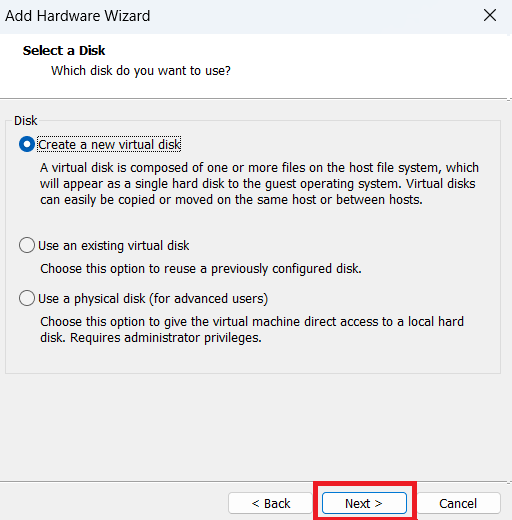 Add Hardware Wizard
Select a Disk
Which disk do you want to use?
Disk
Create a new virtual disk
A virtual disk is composed of one or more files on the host file system, which
will appear as a single hard disk to the guest operating system. Virtual disks
can easily be copied or moved on the same host or between hosts.
Use an existing virtual disk
Choose this option to reuse a previously configured disk.
Use a physical disk (for advanced users)
Choose this option to give the virtual machine direct access to a local hard
disk. Requires administrator privileges.
< Back
Next >
Cancel